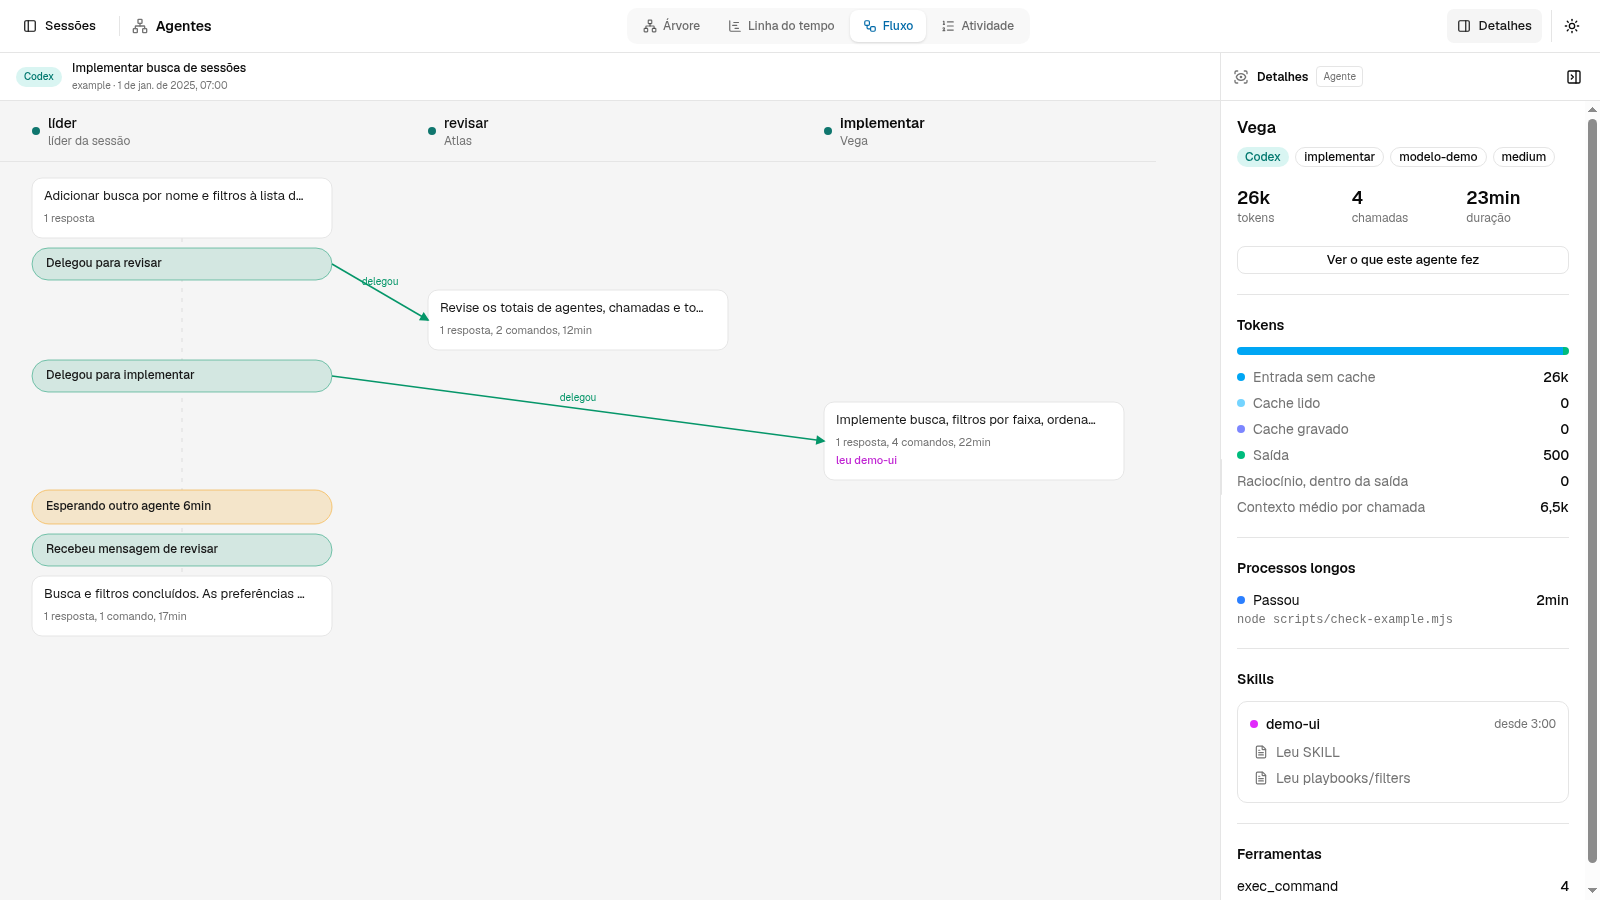 Sessões
Agentes
Árvore
Linha do tempo
Fluxo
Atividade
Detalhes
Codex
Implementar busca de sessões
example · 1 de jan. de 2025, 07:00
Detalhes
Agente
líder
líder da sessão
revisar
Atlas
implementar
Vega
Adicionar busca por nome e filtros à lista d...
1 resposta
Delegou para revisar
delegou
Revise os totais de agentes, chamadas e to...
1 resposta, 2 comandos, 12min
Delegou para implementar
delegou
Implemente busca, filtros por faixa, ordena...
1 resposta, 4 comandos, 22min
leu demo-ui
Esperando outro agente 6min
Recebeu mensagem de revisar
Busca e filtros concluídos. As preferências ...
1 resposta, 1 comando, 17min
Vega
Codex
implementar
modelo-demo
medium
26k
4
23min
tokens
chamadas
duração
Ver o que este agente fez
Tokens
Entrada sem cache 26k
Cache lido 0
Cache gravado 0
Saída 500
Raciocínio, dentro da saída 0
Contexto médio por chamada 6,5k
Processos longos
Passou 2min
node scripts/check-example.mjs
Skills
demo-ui desde 3:00
Leu SKILL
Leu playbooks/filters
Ferramentas
exec_command 4